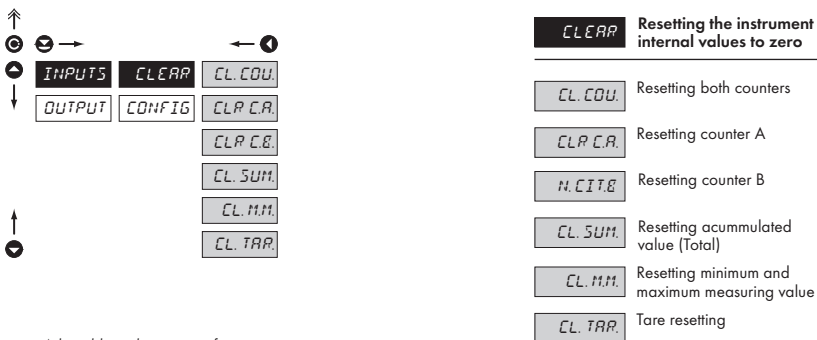 INPUTS CLEAR CL. COU.
OUTPUT CONFIG CLR C.A.
CLR C.B.
CL. SUM.
CL. M.M.
CL. TAR.
CLEAR
Resetting the instrument
internal values to zero
CL. COU.
Resetting both counters
CLR C.A.
Resetting counter A
N. CIT.B
Resetting counter B
CL. SUM.
Resetting acummulated
value (Total)
CL. M.M.
Resetting minimum and
maximum measuring value
CL. TAR.
Tare resetting